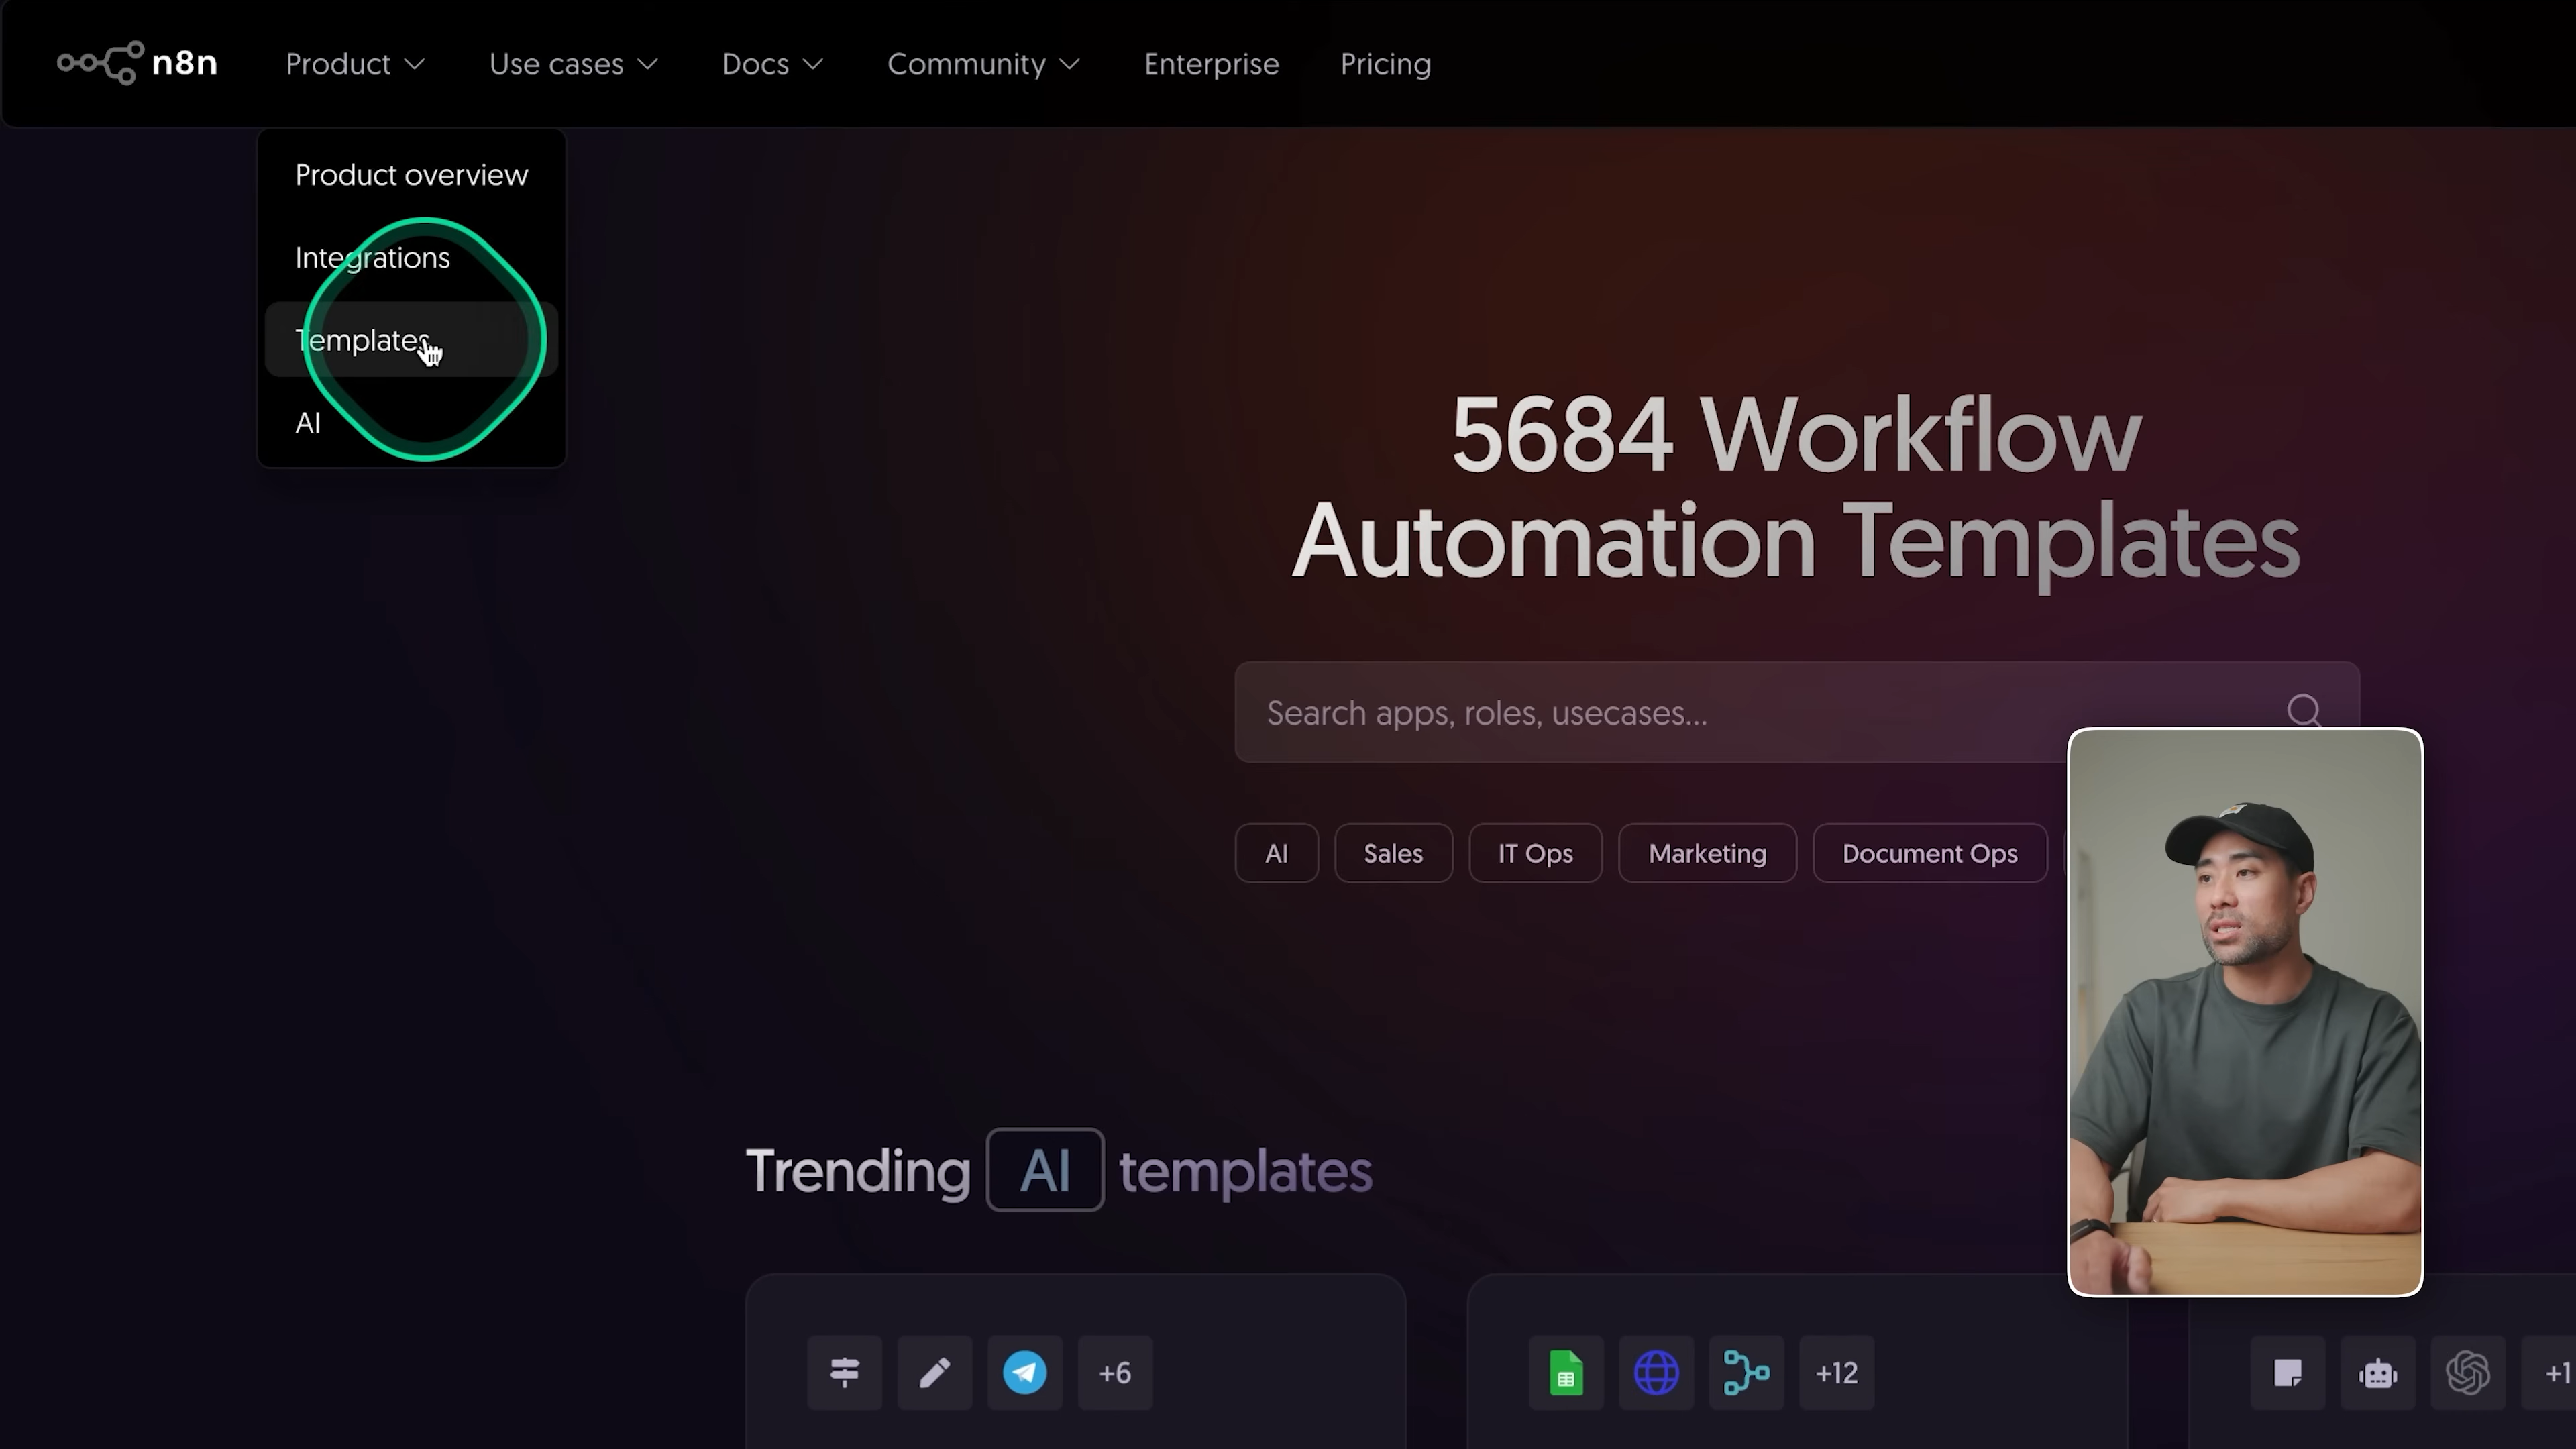 n8n
Product
Use cases
Docs
Community
Enterprise
Pricing
Product overview
Integrations
Templates
AI
5684 Workflow
Automation Templates
Search apps, roles, usecases...
AI
Sales
IT Ops
Marketing
Document Ops
Trending AI templates
+6
+12
+1